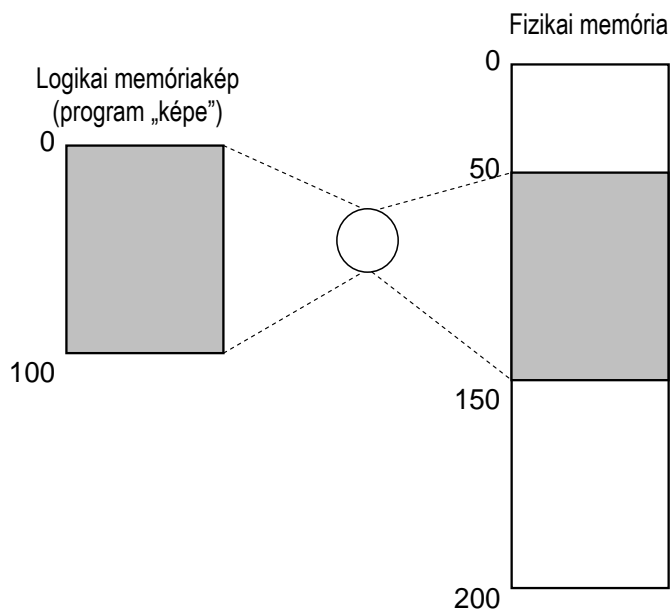 Logikai memóriakép
(program „képe”)
0
100
Fizikai memória
0
50
150
200